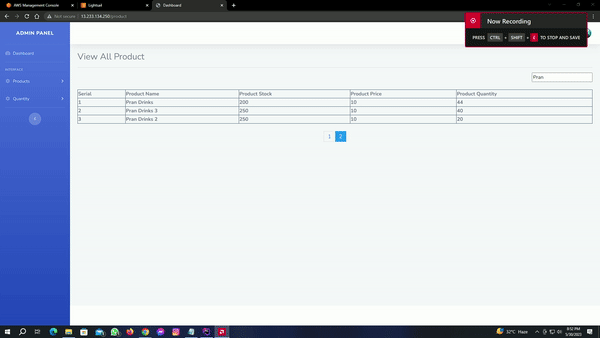 AWS Management Console
Lightsail
Dashboard
Not secure
13.233.134.250/product
Now Recording
PRESS CTRL + SHIFT + E TO STOP AND SAVE
ADMIN PANEL
Dashboard
INTERFACE
Products
Quantity
View All Product
Pran
Serial Product Name Product Stock Product Price Product Quantity
1 Pran Drinks 200 10 44
2 Pran Drinks 3 250 10 40
3 Pran Drinks 2 250 10 20
1 2
32°C Haze
8:52 PM
5/30/2023